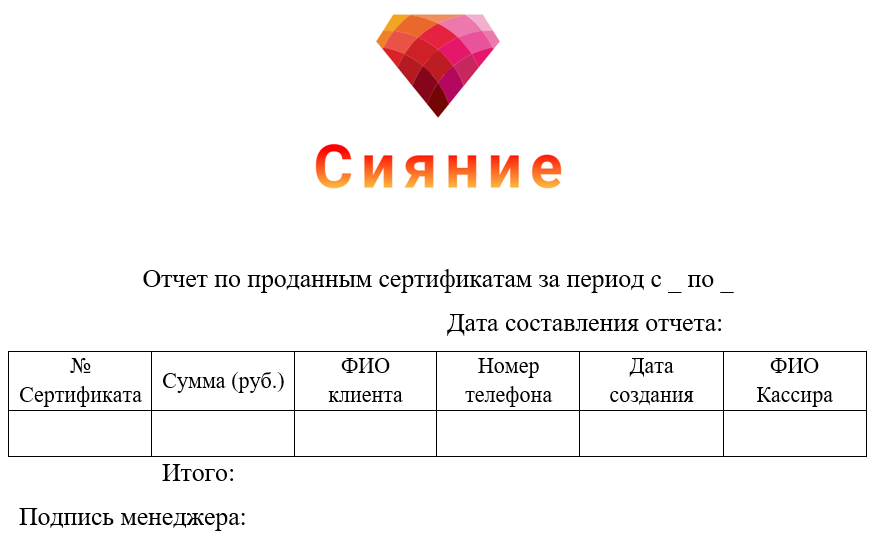 Сияние
Отчет по проданным сертификатам за период с _ по _
Дата составления отчета:
№ Сертификата
Сумма (руб.)
ФИО клиента
Номер телефона
Дата создания
ФИО Кассира
Итого:
Подпись менеджера: